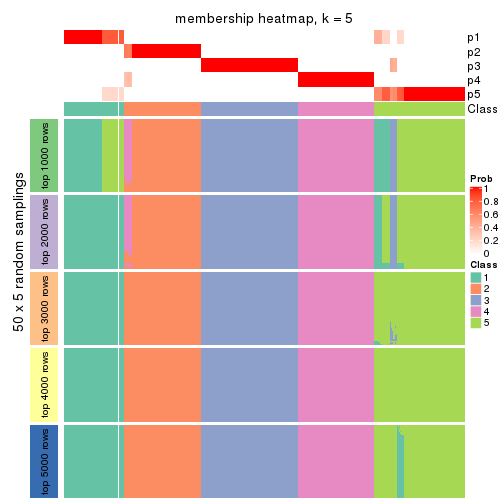 membership heatmap, k = 5
p1
p2
p3
p4
p5
Class
50 x 5 random samplings
top 1000 rows
top 2000 rows
top 3000 rows
top 4000 rows
top 5000 rows
Prob
1
0.8
0.6
0.4
0.2
0
Class
1
2
3
4
5